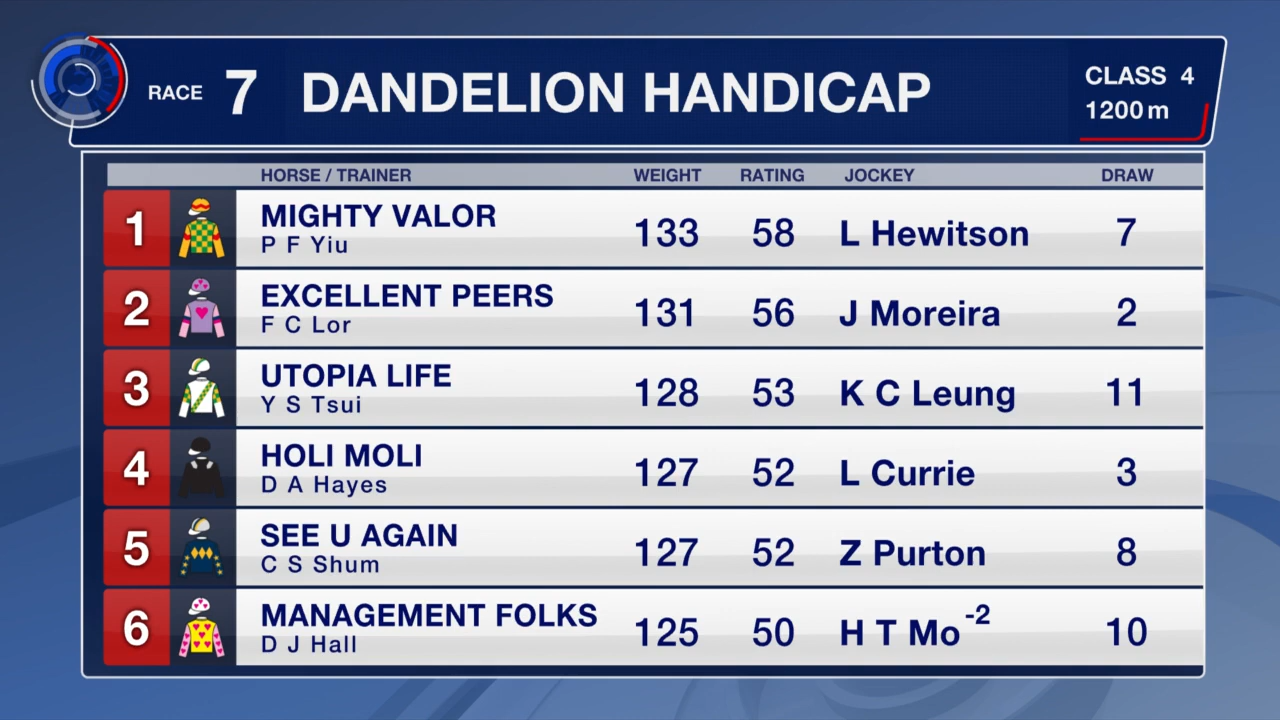 RACE 7 DANDELION HANDICAP CLASS 4
1200m
HORSE / TRAINER WEIGHT RATING JOCKEY DRAW
1 MIGHTY VALOR 133 58 L Hewitson 7
P F Yiu
2 EXCELLENT PEERS 131 56 J Moreira 2
F C Lor
3 UTOPIA LIFE 128 53 K C Leung 11
Y S Tsui
4 HOLI MOLI 127 52 L Currie 3
D A Hayes
5 SEE U AGAIN 127 52 Z Purton 8
C S Shum
6 MANAGEMENT FOLKS 125 50 H T Mo -2 10
D J Hall